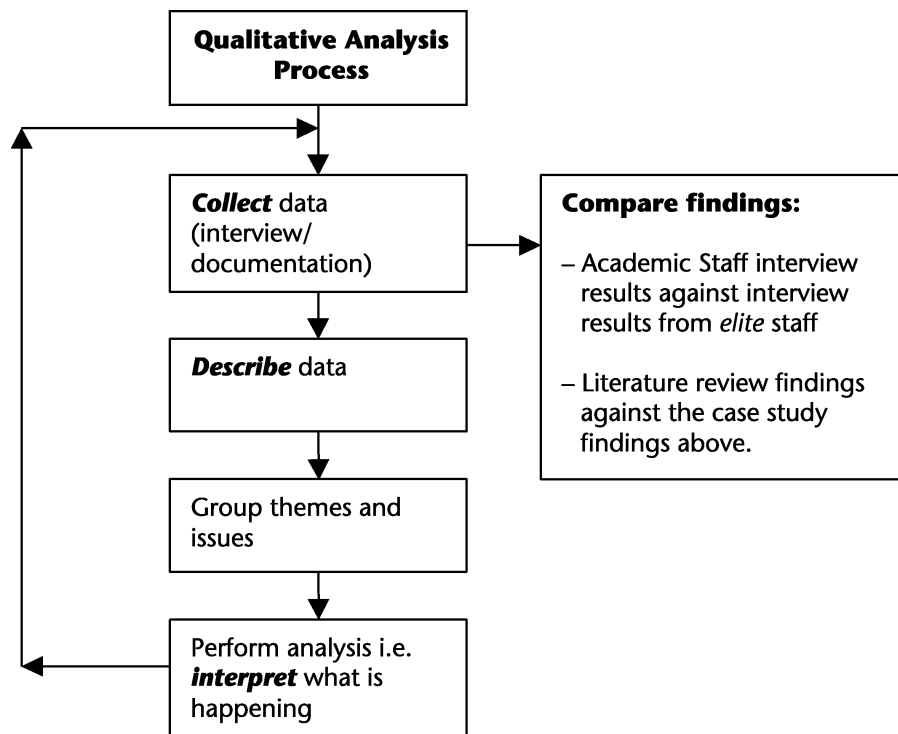 Qualitative Analysis
Process
Collect data
(interview/
documentation)
Compare findings:
– Academic Staff interview
results against interview
results from elite staff
– Literature review findings
against the case study
findings above.
Describe data
Group themes and
issues
Perform analysis i.e.
interpret what is
happening